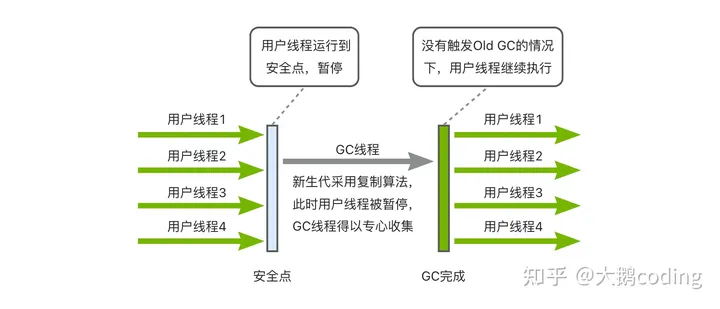 用户线程运行到
安全点，暂停
没有触发Old GC的情况
下，用户线程继续执行
用户线程1
用户线程2
用户线程3
用户线程4
GC线程
新生代采用复制算法，
此时用户线程被暂停，
GC线程得以专心收集
用户线程1
用户线程2
用户线程3
用户线程4
安全点
GC完成
知乎 @大鹅coding